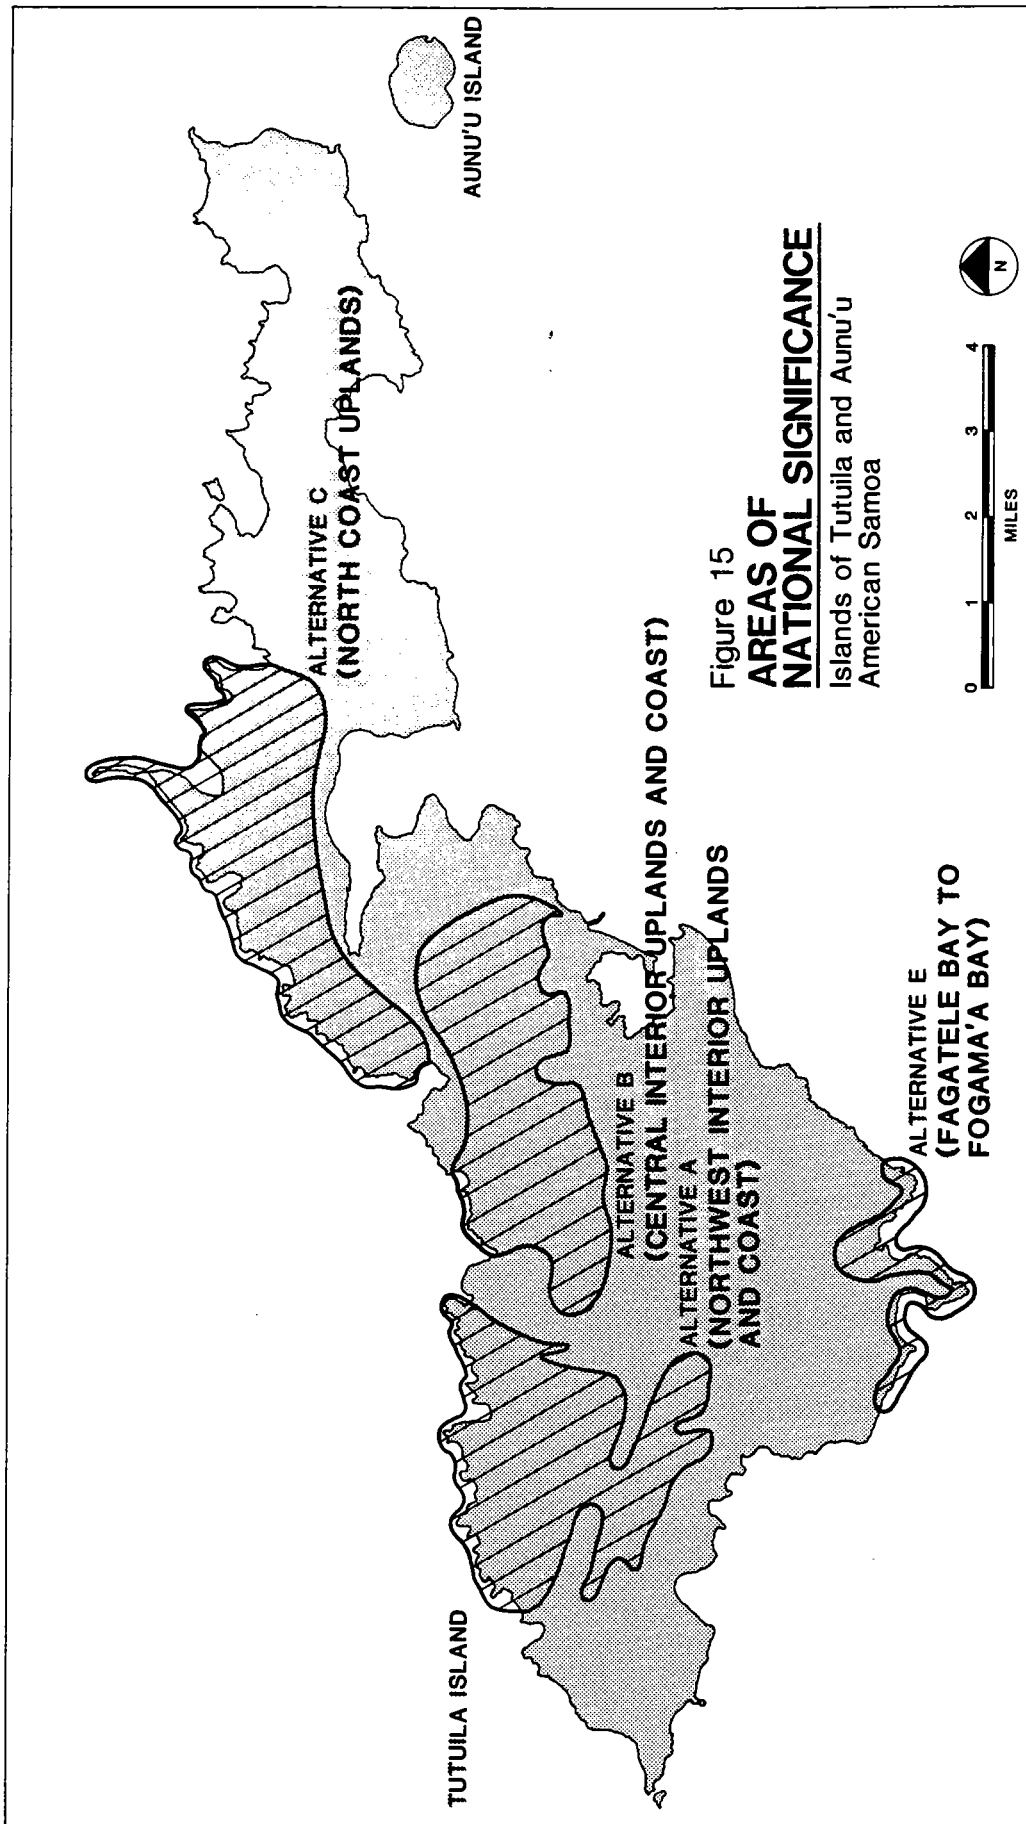 TUTUILA ISLAND
AUNU'U ISLAND
ALTERNATIVE C
(NORTH COAST UPLANDS)
ALTERNATIVE B
(CENTRAL INTERIOR UPLANDS AND COAST)
ALTERNATIVE A
(NORTHWEST INTERIOR UPLANDS
AND COAST)
ALTERNATIVE E
(FAGATELE BAY TO
FOGAMA'A BAY)
Figure 15
AREAS OF
NATIONAL SIGNIFICANCE
Islands of Tutuila and Aunu'u
American Samoa
0 1 2 3 4
MILES
N